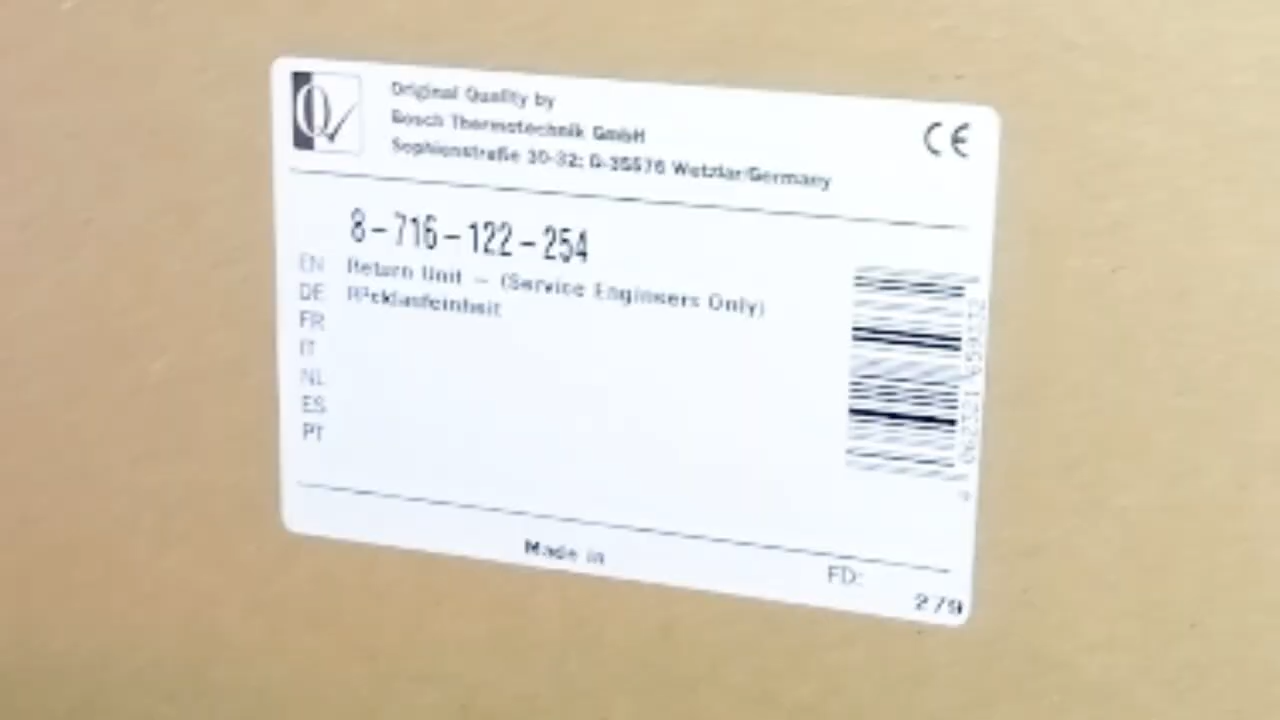 Original Quality by
Bosch Thermotechnik GmbH
Sophienstraße 30-32; D-35576 Wetzlar/Germany
CE
8-716-122-254
EN Return Unit - (Service Engineers Only)
DE R³cklaufeinheit
FR
IT
NL
ES
PT
Made in
FD:
279